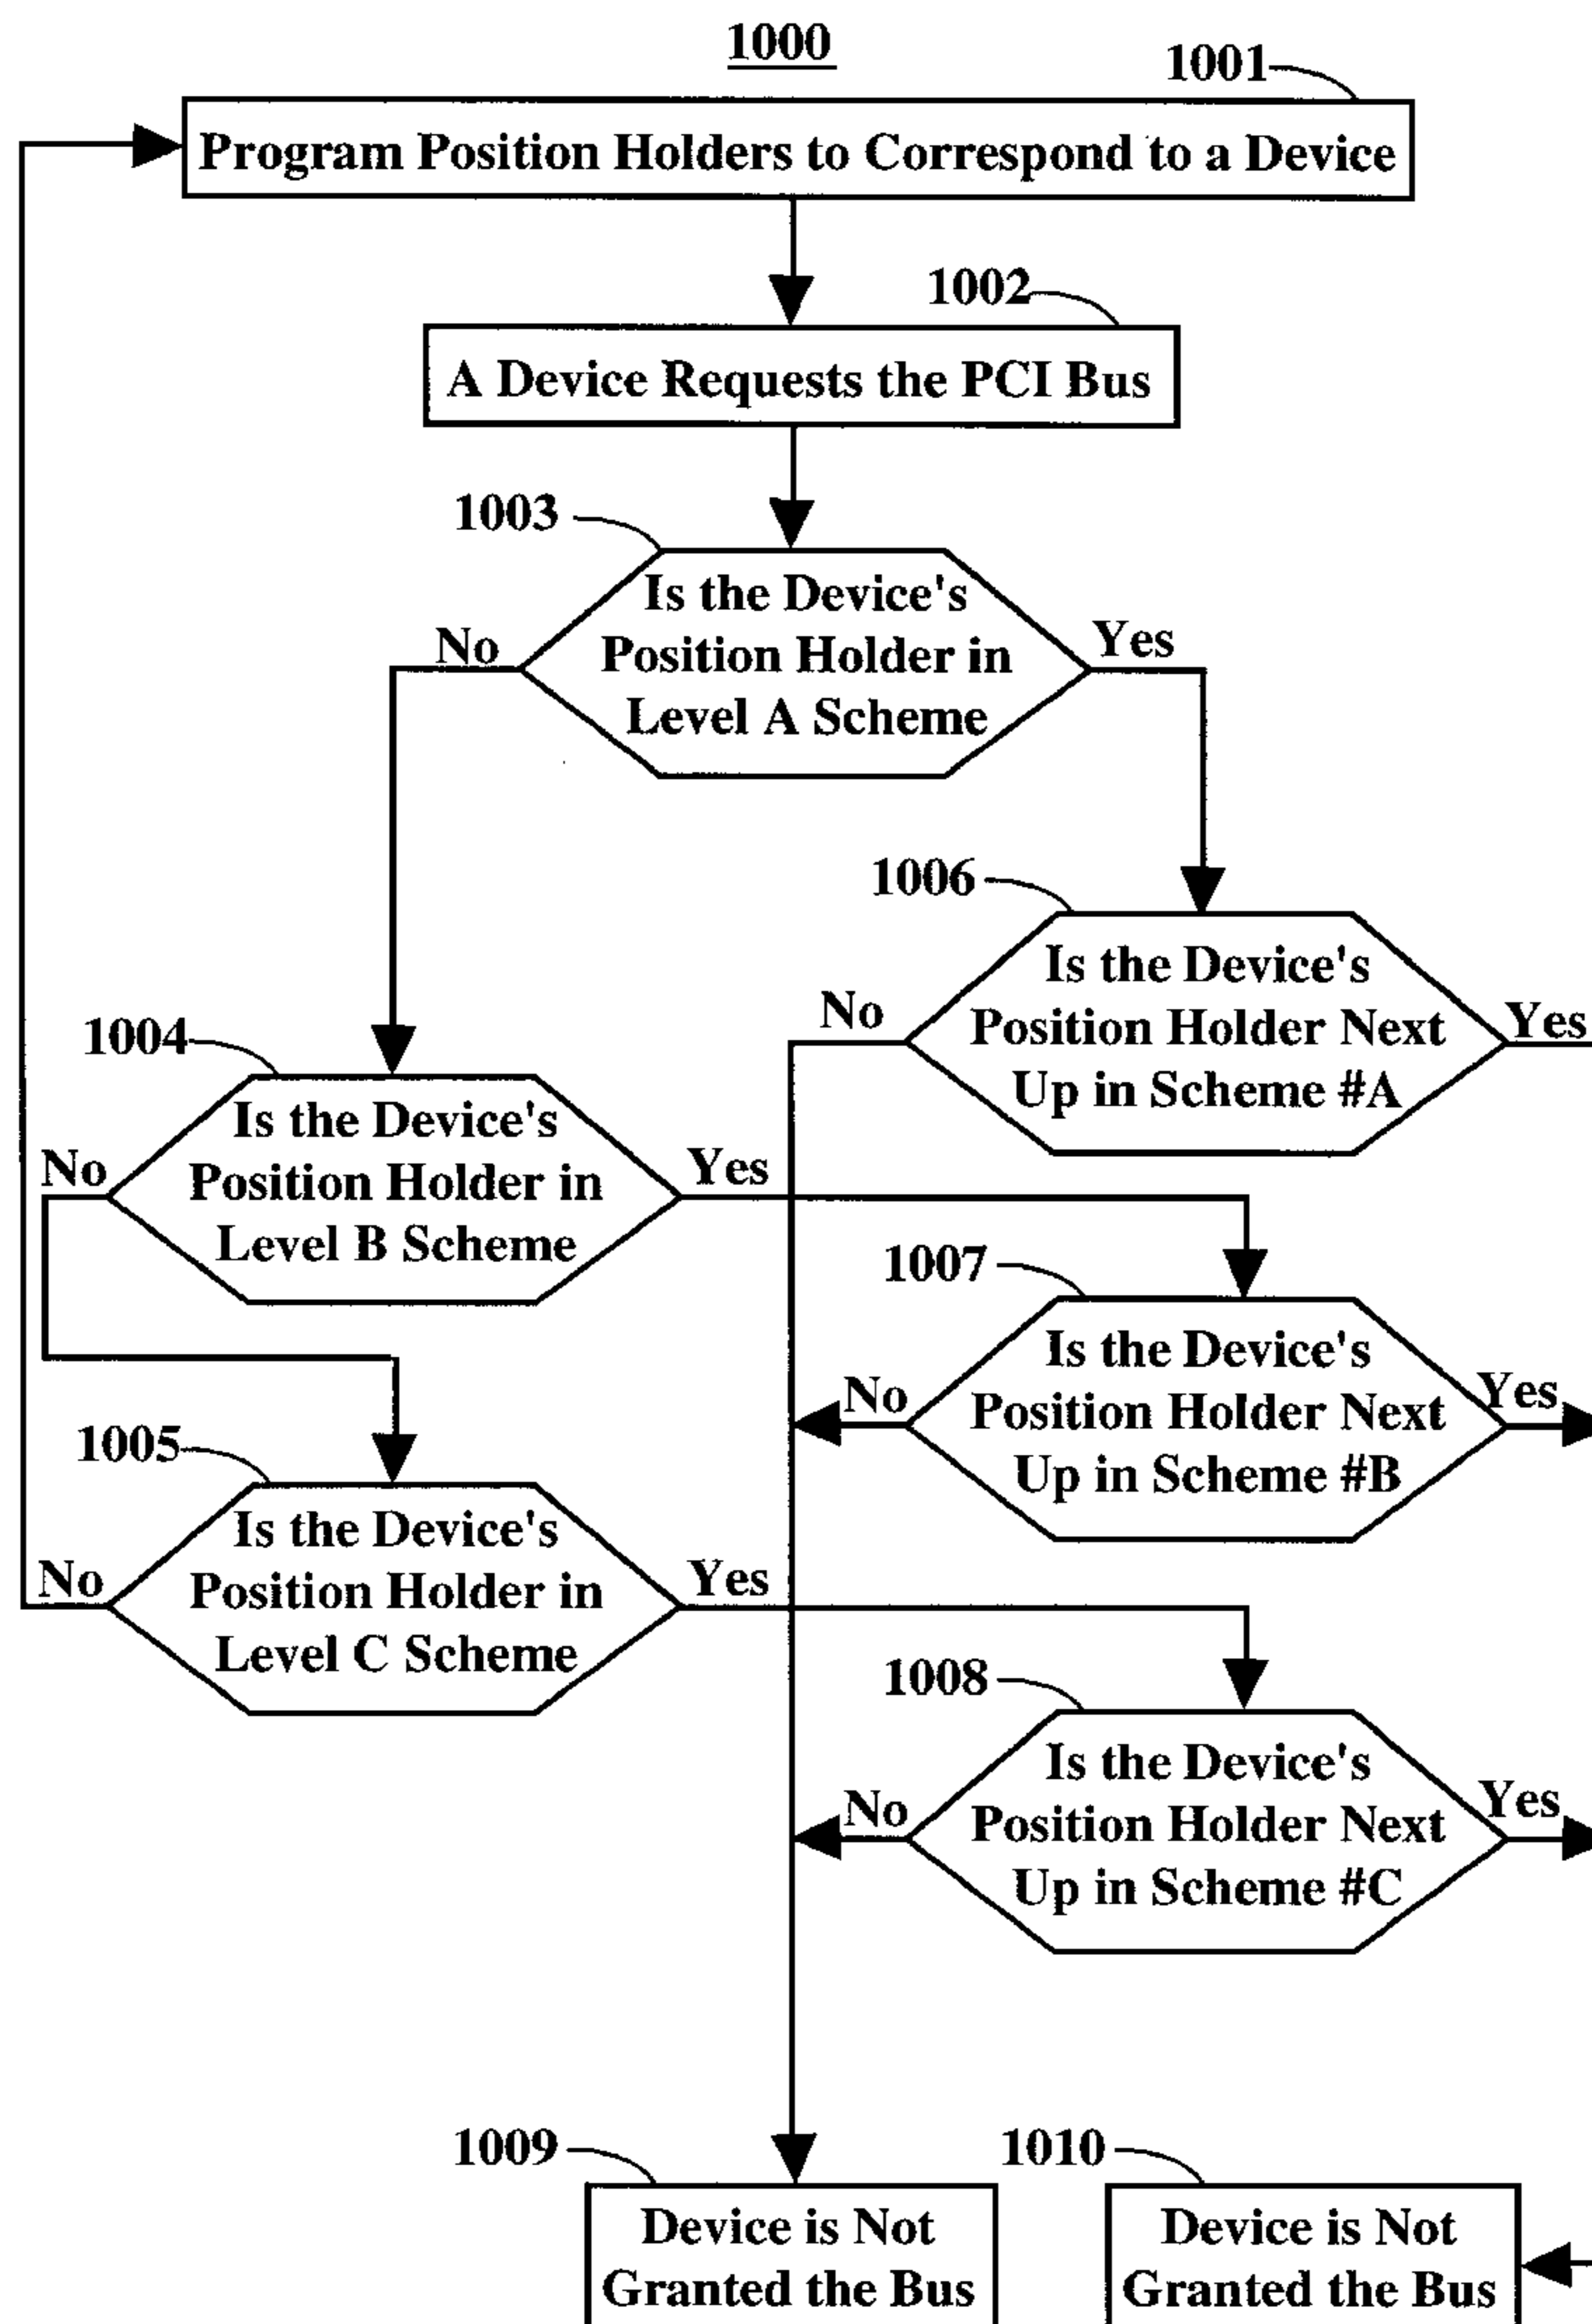 1000
1001
Program Position Holders to Correspond to a Device
1002
A Device Requests the PCI Bus
1003
Is the Device's
Position Holder in
Level A Scheme
No
Yes
1006
Is the Device's
Position Holder Next
Up in Scheme #A
No
Yes
1004
Is the Device's
Position Holder in
Level B Scheme
No
Yes
1007
Is the Device's
Position Holder Next
Up in Scheme #B
No
Yes
1005
Is the Device's
Position Holder in
Level C Scheme
No
Yes
1008
Is the Device's
Position Holder Next
Up in Scheme #C
No
Yes
1009
Device is Not
Granted the Bus
1010
Device is Not
Granted the Bus